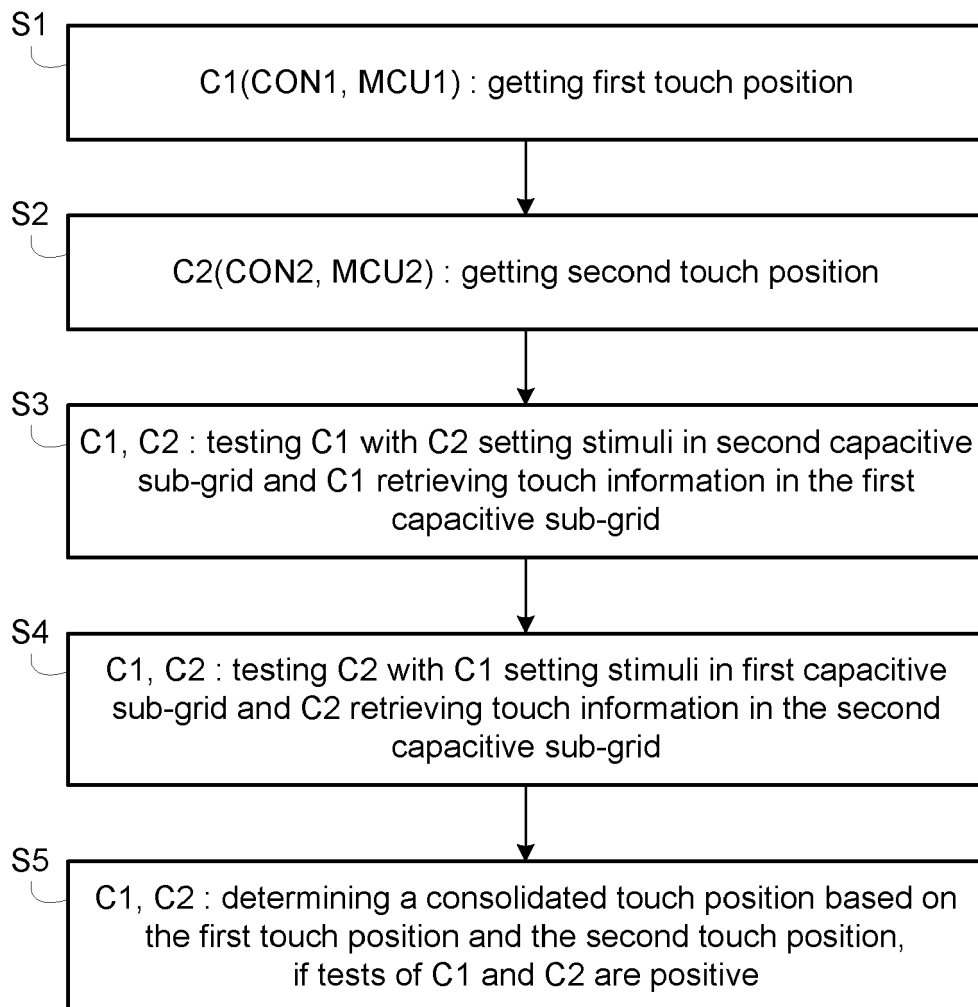 S1
C1(CON1, MCU1) : getting first touch position
S2
C2(CON2, MCU2) : getting second touch position
S3
C1, C2 : testing C1 with C2 setting stimuli in second capacitive
sub-grid and C1 retrieving touch information in the first
capacitive sub-grid
S4
C1, C2 : testing C2 with C1 setting stimuli in first capacitive
sub-grid and C2 retrieving touch information in the second
capacitive sub-grid
S5
C1, C2 : determining a consolidated touch position based on
the first touch position and the second touch position,
if tests of C1 and C2 are positive